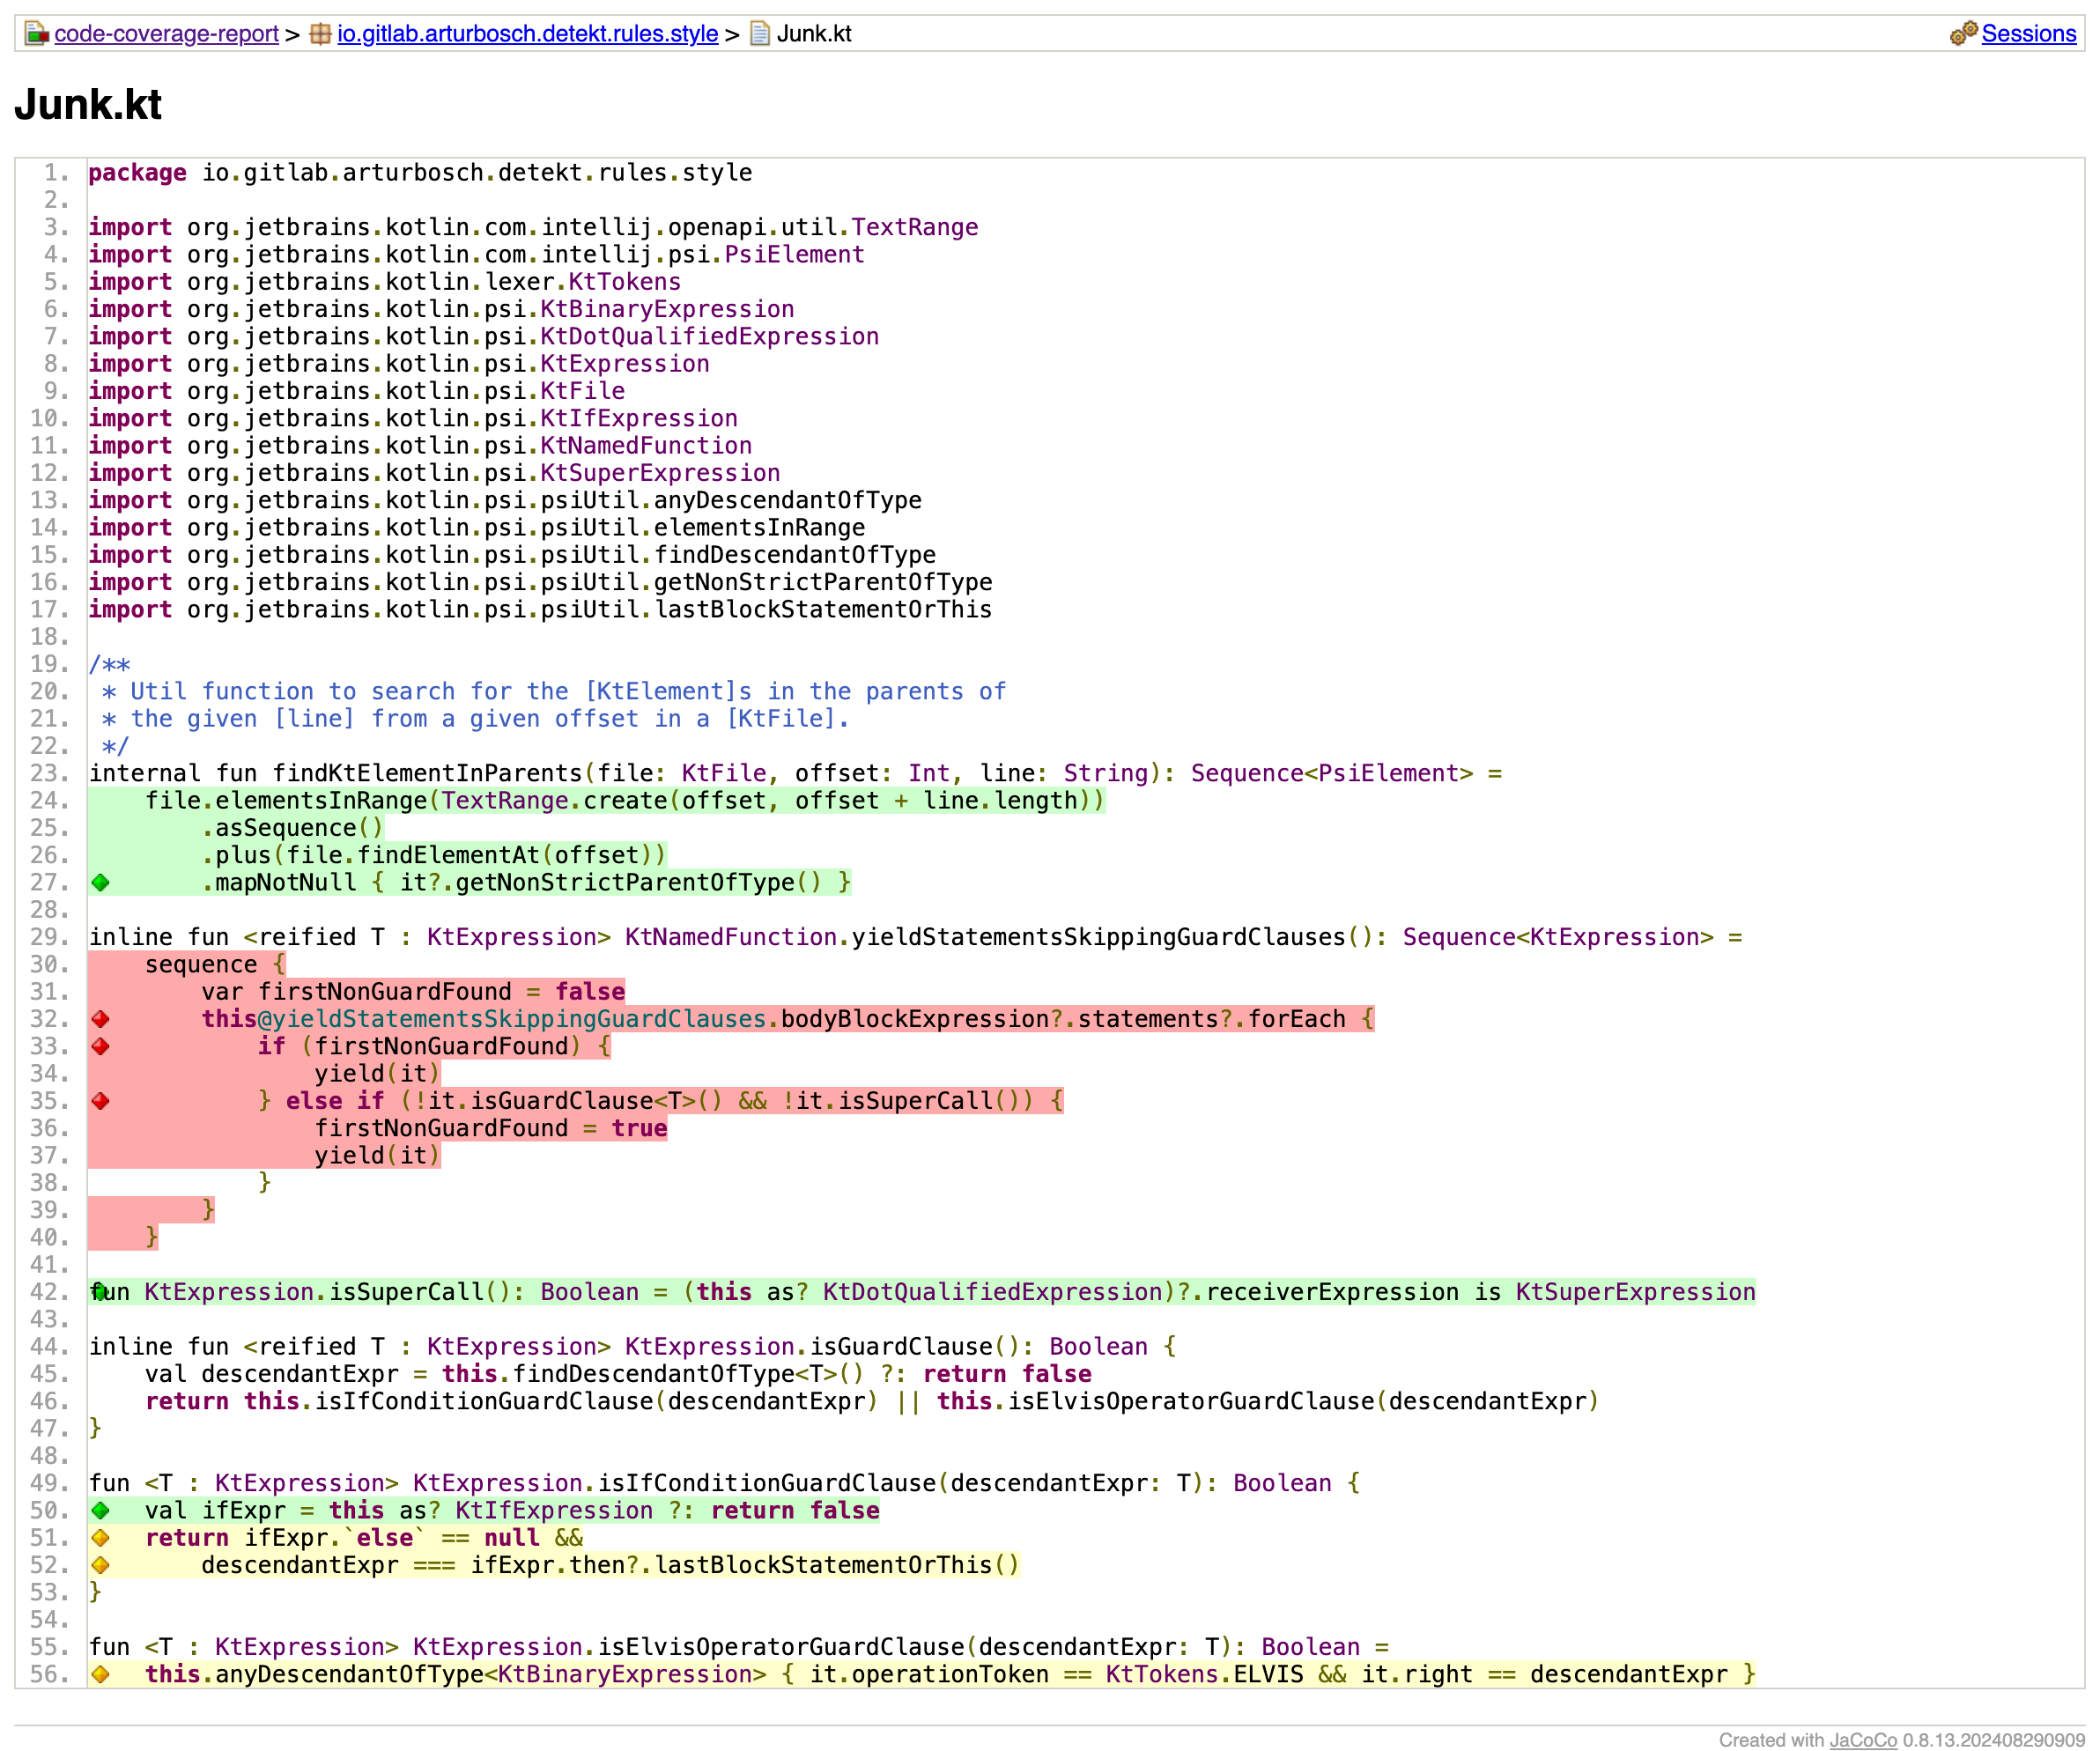 code-coverage-report > io.gitlab.arturbosch.detekt.rules.style > Junk.kt Sessions
Junk.kt
1. package io.gitlab.arturbosch.detekt.rules.style
2.
3. import org.jetbrains.kotlin.com.intellij.openapi.util.TextRange
4. import org.jetbrains.kotlin.com.intellij.psi.PsiElement
5. import org.jetbrains.kotlin.lexer.KtTokens
6. import org.jetbrains.kotlin.psi.KtBinaryExpression
7. import org.jetbrains.kotlin.psi.KtDotQualifiedExpression
8. import org.jetbrains.kotlin.psi.KtExpression
9. import org.jetbrains.kotlin.psi.KtFile
10. import org.jetbrains.kotlin.psi.KtIfExpression
11. import org.jetbrains.kotlin.psi.KtNamedFunction
12. import org.jetbrains.kotlin.psi.KtSuperExpression
13. import org.jetbrains.kotlin.psi.psiUtil.anyDescendantOfType
14. import org.jetbrains.kotlin.psi.psiUtil.elementsInRange
15. import org.jetbrains.kotlin.psi.psiUtil.findDescendantOfType
16. import org.jetbrains.kotlin.psi.psiUtil.getNonStrictParentOfType
17. import org.jetbrains.kotlin.psi.psiUtil.lastBlockStatementOrThis
18.
19. /**
20.  * Util function to search for the [KtElement]s in the parents of
21.  * the given [line] from a given offset in a [KtFile].
22.  */
23. internal fun findKtElementInParents(file: KtFile, offset: Int, line: String): Sequence<PsiElement> =
24.     file.elementsInRange(TextRange.create(offset, offset + line.length))
25.         .asSequence()
26.         .plus(file.findElementAt(offset))
27.         .mapNotNull { it?.getNonStrictParentOfType() }
28.
29. inline fun <reified T : KtExpression> KtNamedFunction.yieldStatementsSkippingGuardClauses(): Sequence<KtExpression> =
30.     sequence {
31.         var firstNonGuardFound = false
32.         this@yieldStatementsSkippingGuardClauses.bodyBlockExpression?.statements?.forEach {
33.             if (firstNonGuardFound) {
34.                 yield(it)
35.             } else if (!it.isGuardClause<T>() && !it.isSuperCall()) {
36.                 firstNonGuardFound = true
37.                 yield(it)
38.             }
39.         }
40.     }
41.
42. fun KtExpression.isSuperCall(): Boolean = (this as? KtDotQualifiedExpression)?.receiverExpression is KtSuperExpression
43.
44. inline fun <reified T : KtExpression> KtExpression.isGuardClause(): Boolean {
45.     val descendantExpr = this.findDescendantOfType<T>() ?: return false
46.     return this.isIfConditionGuardClause(descendantExpr) || this.isElvisOperatorGuardClause(descendantExpr)
47. }
48.
49. fun <T : KtExpression> KtExpression.isIfConditionGuardClause(descendantExpr: T): Boolean {
50.     val ifExpr = this as? KtIfExpression ?: return false
51.     return ifExpr.`else` == null &&
52.         descendantExpr === ifExpr.then?.lastBlockStatementOrThis()
53. }
54.
55. fun <T : KtExpression> KtExpression.isElvisOperatorGuardClause(descendantExpr: T): Boolean =
56.     this.anyDescendantOfType<KtBinaryExpression> { it.operationToken == KtTokens.ELVIS && it.right == descendantExpr }
Created with JaCoCo 0.8.13.202408290909